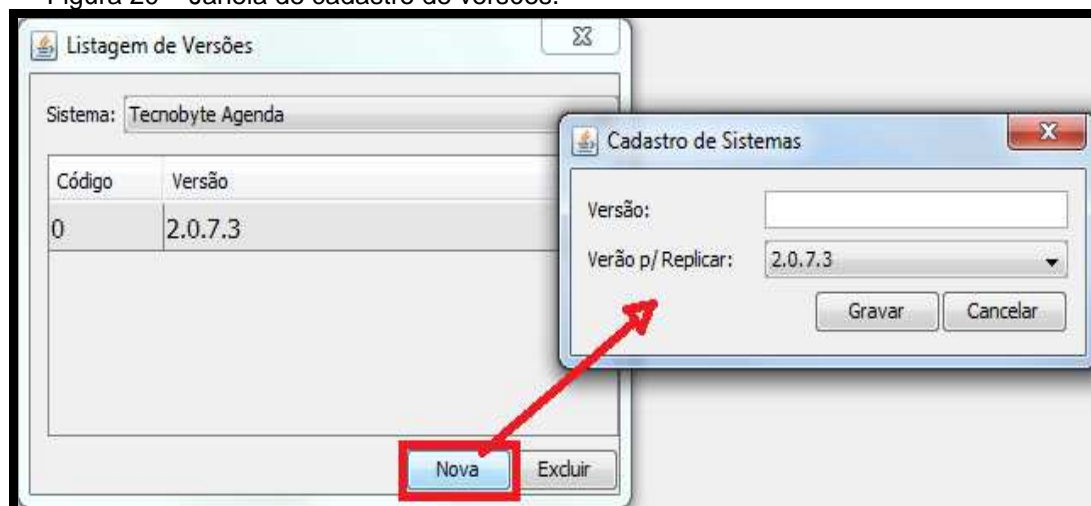 Figura 20 – Janela de cadastro de versões.
Listagem de Versões
Sistema: Tecnobyte Agenda
Código Versão
0 2.0.7.3
Nova Excluir
Cadastro de Sistemas
Versão:
Verão p/ Replicar: 2.0.7.3
Gravar Cancelar